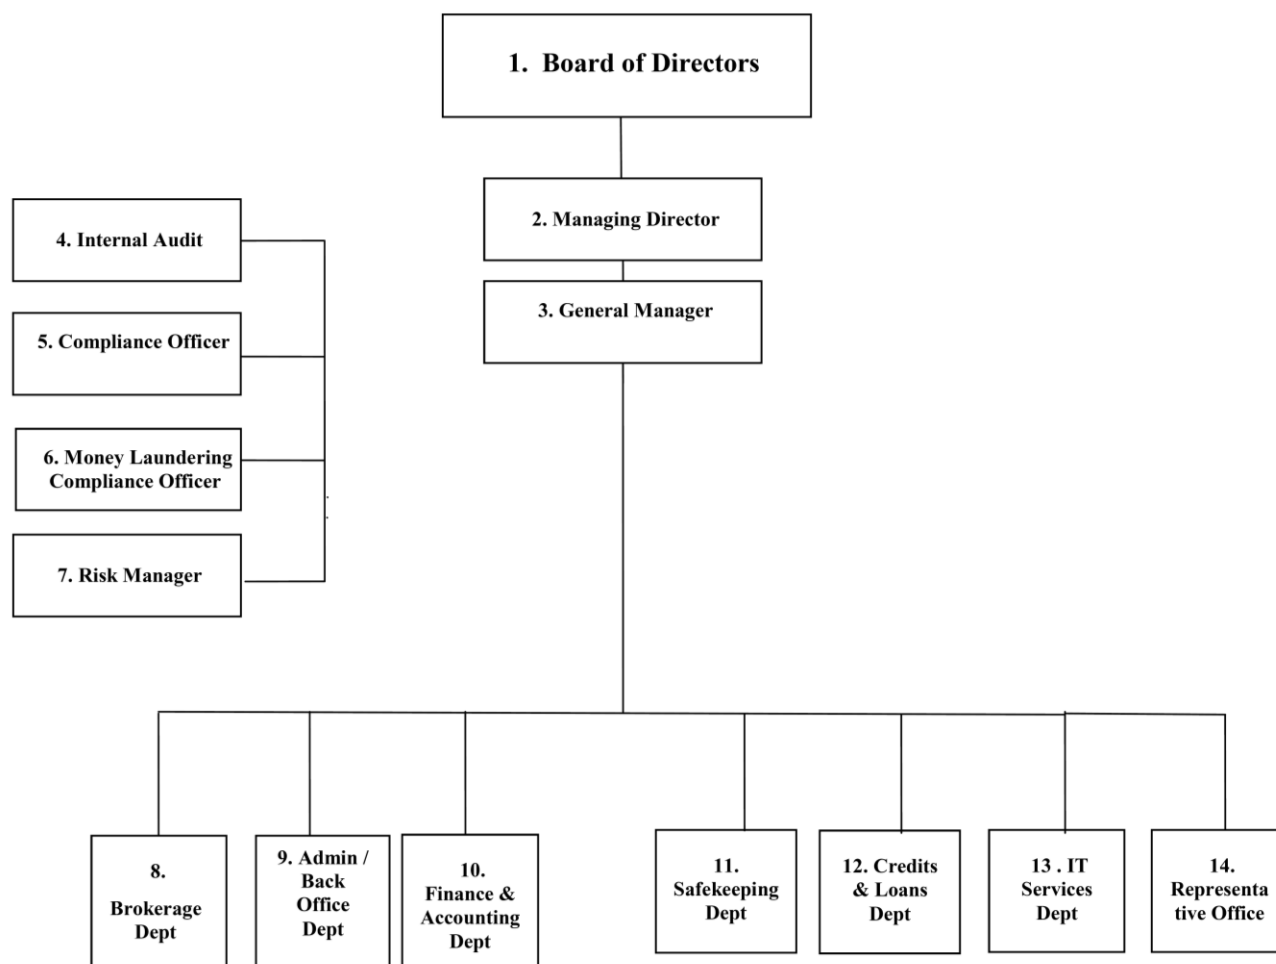 1. Board of Directors
2. Managing Director
3. General Manager
4. Internal Audit
5. Compliance Officer
6. Money Laundering
Compliance Officer
7. Risk Manager
8.
Brokerage
Dept
9. Admin /
Back
Office
Dept
10.
Finance &
Accounting
Dept
11.
Safekeeping
Dept
12. Credits
& Loans
Dept
13 . IT
Services
Dept
14.
Representa
tive Office